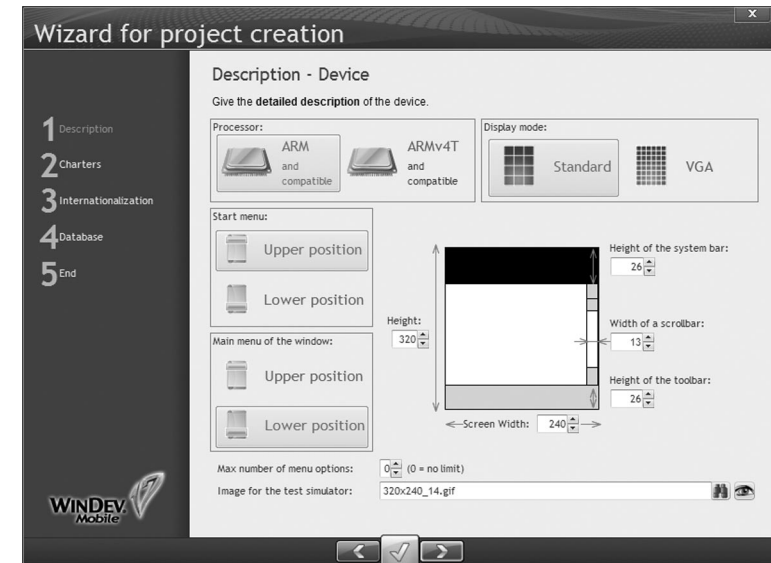 x
Wizard for project creation
1 Description
2 Charters
3 Internationalization
4 Database
5 End
WINDEV 17
Mobile
Description - Device
Give the detailed description of the device.
Processor:
ARM
and
compatible
ARMv4T
and
compatible
Display mode:
Standard
VGA
Start menu:
Upper position
Lower position
Main menu of the window:
Upper position
Lower position
Height:
320
Height of the system bar:
26
Width of a scrollbar:
13
Height of the toolbar:
26
Screen Width: 240
Max number of menu options: 0 (0 = no limit)
Image for the test simulator: 320x240_14.gif